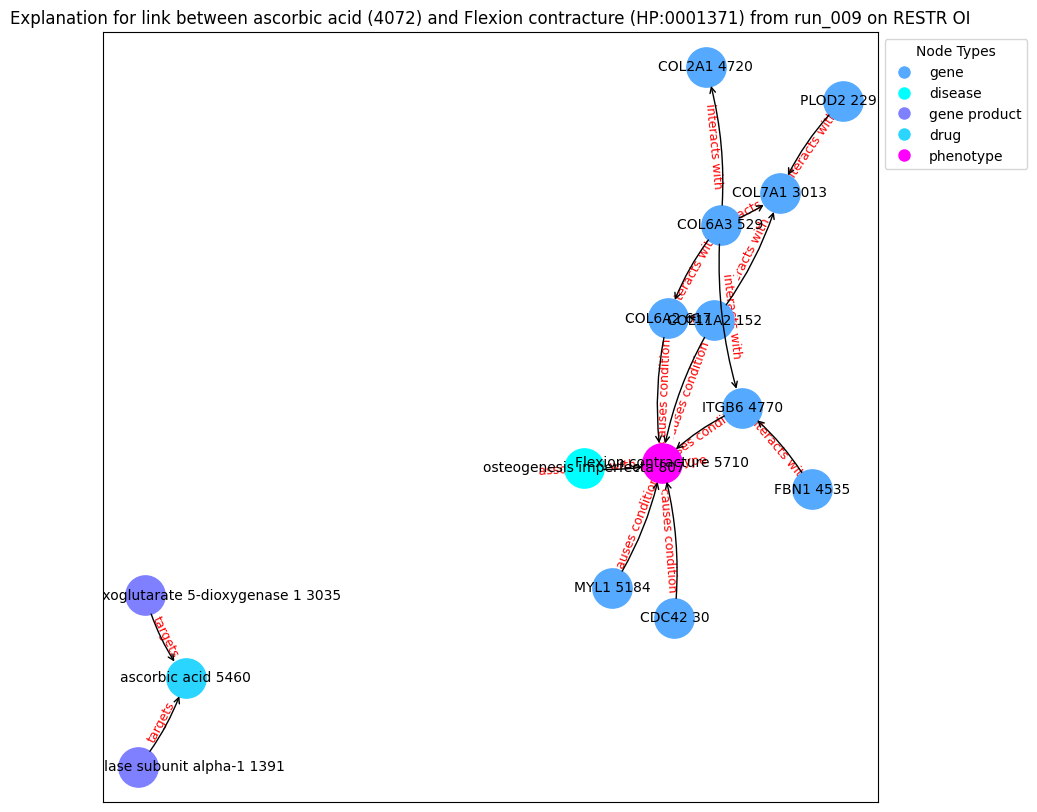 Explanation for link between ascorbic acid (4072) and Flexion contracture (HP:0001371) from run_009 on RESTR OI
Node Types
gene
disease
gene product
drug
phenotype
COL2A1 4720
PLOD2 229
interacts with
interacts with
COL7A1 3013
COL6A3 529
interacts with
interacts with
COL6A2
COL11A2 152
interacts with
causes condition
causes condition
ITGB6 4770
causes condition
interacts with
Flexion contracture 5710
osteogenesis imperfecta 807
FBN1 4535
causes condition
causes condition
MYL1 5184
CDC42 30
xoglutarate 5-dioxygenase 1 3035
targets
ascorbic acid 5460
targets
lase subunit alpha-1 1391